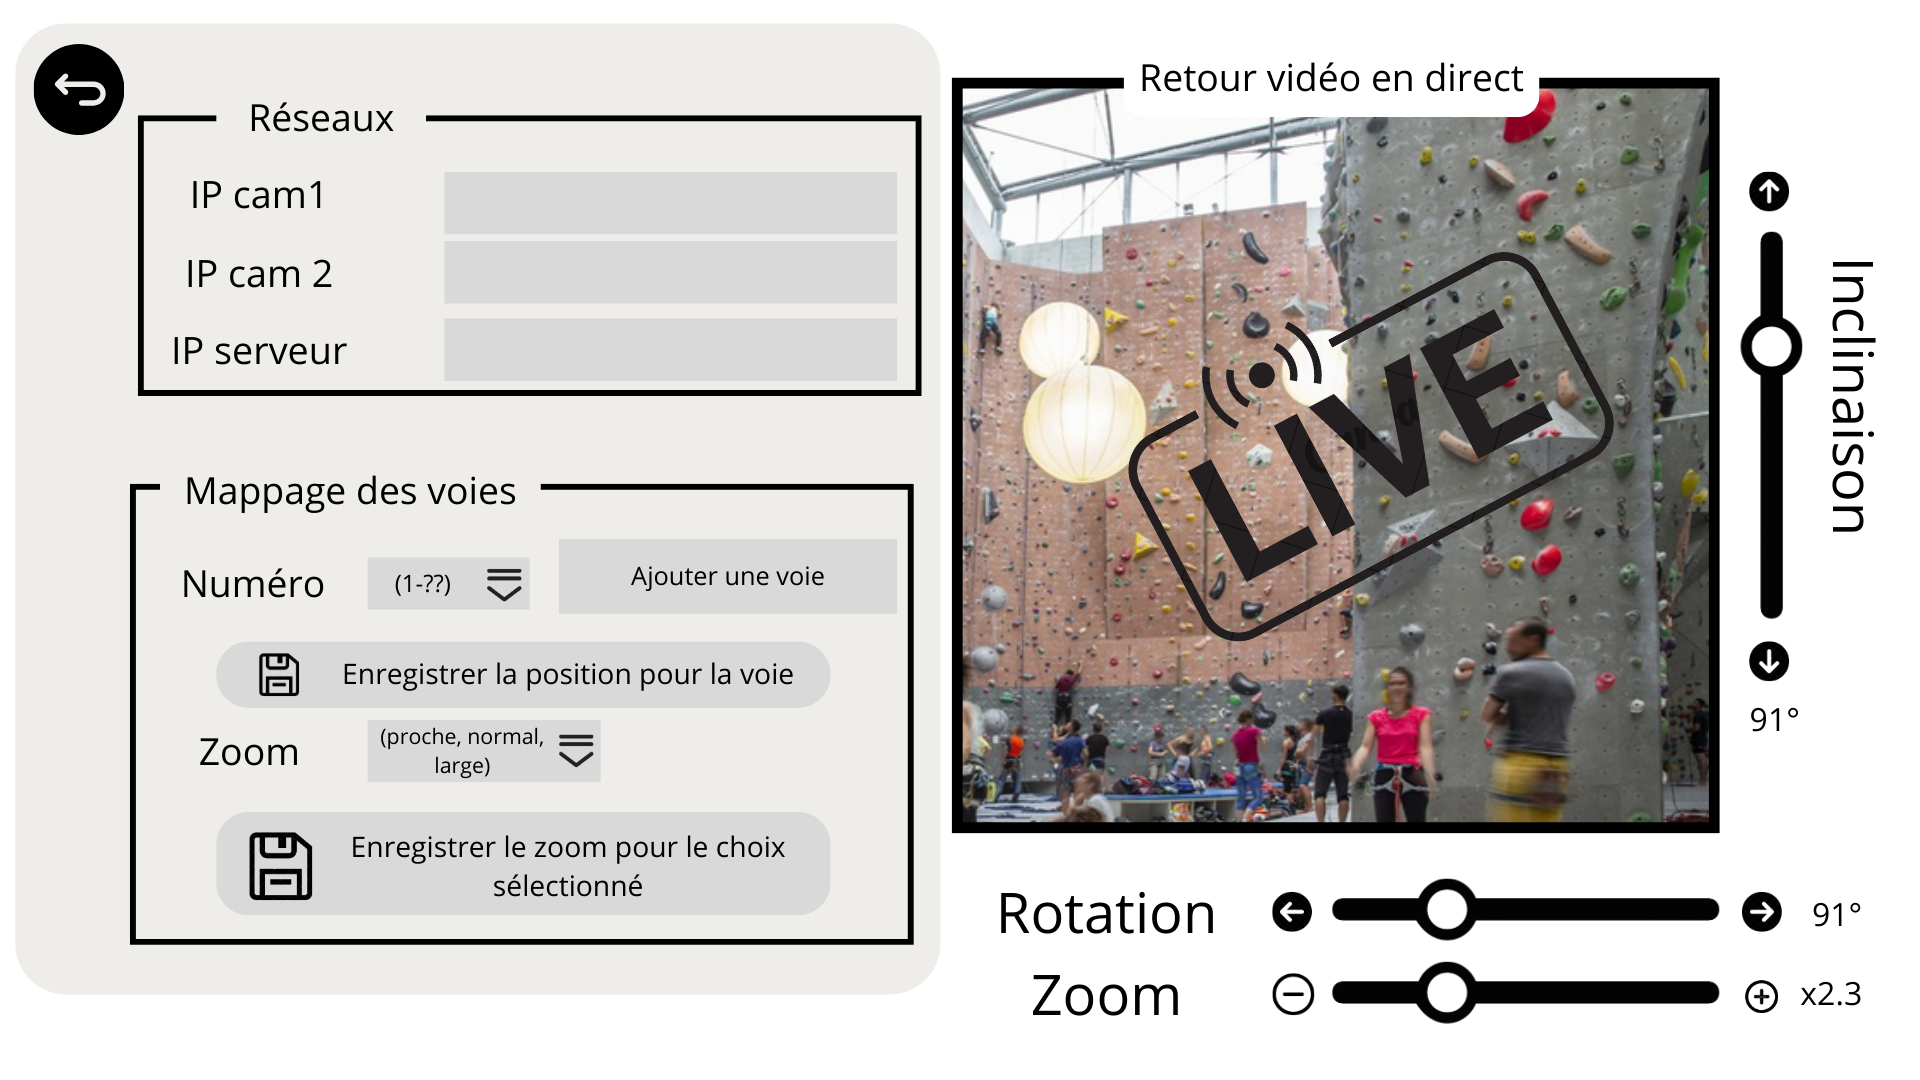 Réseaux
IP cam1
IP cam 2
IP serveur
Mappage des voies
Numéro
(1-??)
Ajouter une voie
Enregistrer la position pour la voie
Zoom
(proche, normal,
large)
Enregistrer le zoom pour le choix
sélectionné
Retour vidéo en direct
LIVE
Inclinaison
91°
Rotation
91°
Zoom
x2.3